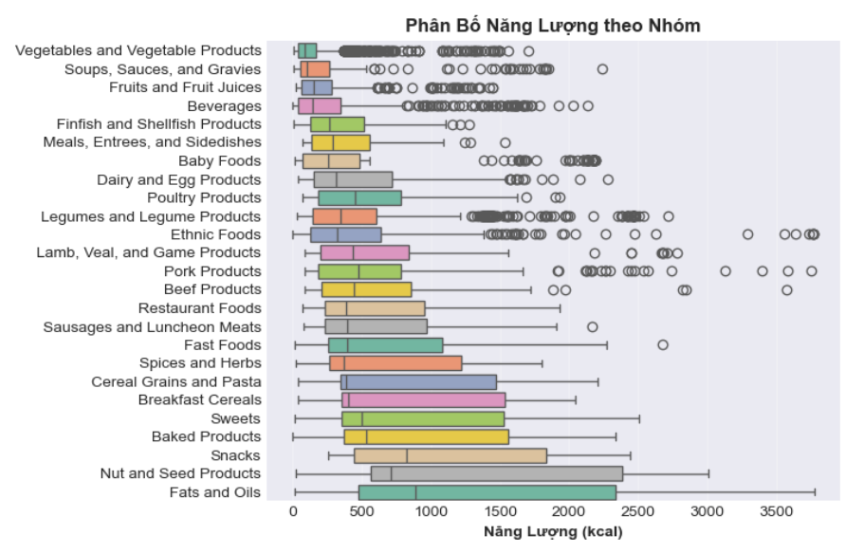 Phân Bố Năng Lượng theo Nhóm
Vegetables and Vegetable Products
Soups, Sauces, and Gravies
Fruits and Fruit Juices
Beverages
Finfish and Shellfish Products
Meals, Entrees, and Sidedishes
Baby Foods
Dairy and Egg Products
Poultry Products
Legumes and Legume Products
Ethnic Foods
Lamb, Veal, and Game Products
Pork Products
Beef Products
Restaurant Foods
Sausages and Luncheon Meats
Fast Foods
Spices and Herbs
Cereal Grains and Pasta
Breakfast Cereals
Sweets
Baked Products
Snacks
Nut and Seed Products
Fats and Oils
0 500 1000 1500 2000 2500 3000 3500
Năng Lượng (kcal)